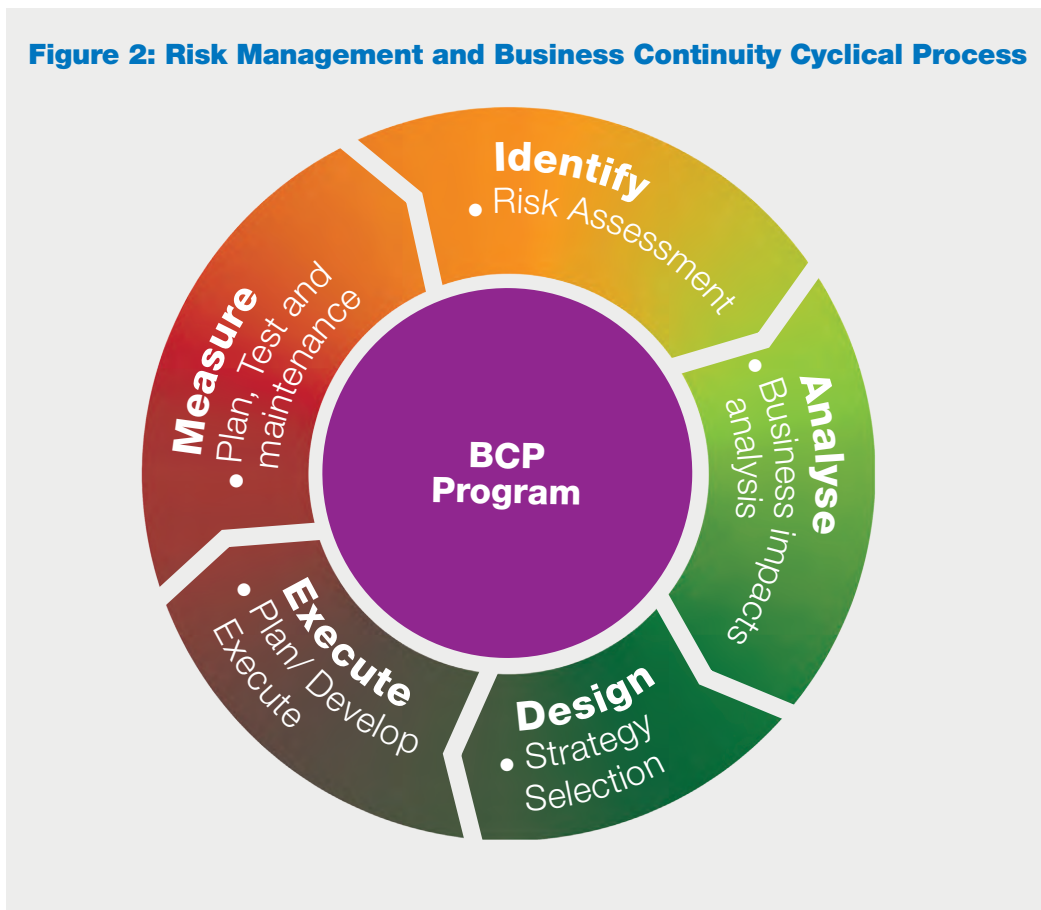 Figure 2: Risk Management and Business Continuity Cyclical Process
Identify
• Risk Assessment
Analyse
• Business impacts
analysis
Design
• Strategy
Selection
Execute
• Plan/ Develop
Execute
Measure
• Plan, Test and
maintenance
BCP
Program